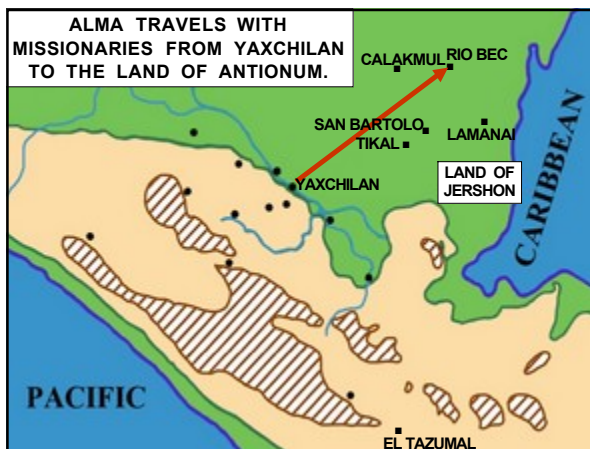 ALMA TRAVELS WITH
MISSIONARIES FROM YAXCHILAN
TO THE LAND OF ANTIONUM.
CALAKMUL
RIO BEC
SAN BARTOLO
LAMANAI
TIKAL
LAND OF
JERSHON
YAXCHILAN
CARIBBEAN
PACIFIC
EL TAZUMAL